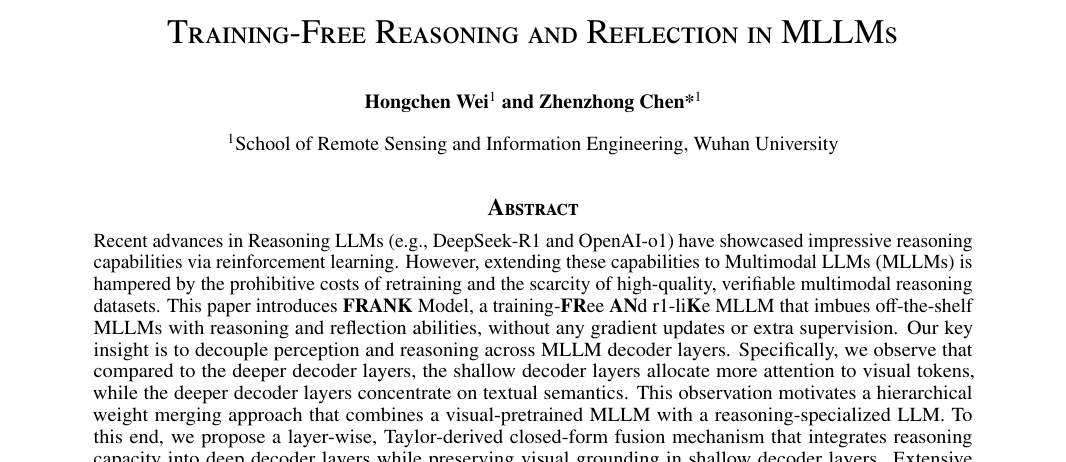 TRAINING-FREE REASONING AND REFLECTION IN MLLMS
Hongchen Wei1 and Zhenzhong Chen*1
1School of Remote Sensing and Information Engineering, Wuhan University
ABSTRACT
Recent advances in Reasoning LLMs (e.g., DeepSeek-R1 and OpenAI-o1) have showcased impressive reasoning
capabilities via reinforcement learning. However, extending these capabilities to Multimodal LLMs (MLLMs) is
hampered by the prohibitive costs of retraining and the scarcity of high-quality, verifiable multimodal reasoning
datasets. This paper introduces FRANK Model, a training-FRee ANd r1-liKe MLLM that imbues off-the-shelf
MLLMs with reasoning and reflection abilities, without any gradient updates or extra supervision. Our key
insight is to decouple perception and reasoning across MLLM decoder layers. Specifically, we observe that
compared to the deeper decoder layers, the shallow decoder layers allocate more attention to visual tokens,
while the deeper decoder layers concentrate on textual semantics. This observation motivates a hierarchical
weight merging approach that combines a visual-pretrained MLLM with a reasoning-specialized LLM. To
this end, we propose a layer-wise, Taylor-derived closed-form fusion mechanism that integrates reasoning
capacity into deep decoder layers while preserving visual grounding in shallow decoder layers. Extensive